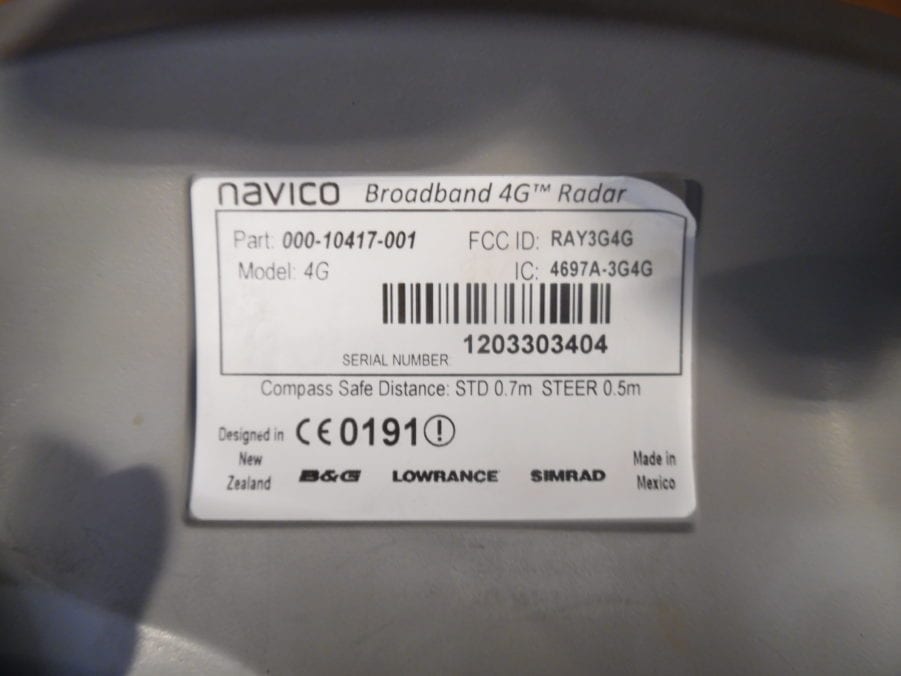 navico Broadband 4G™ Radar
Part: 000-10417-001 FCC ID: RAY3G4G
Model: 4G IC: 4697A-3G4G
SERIAL NUMBER: 1203303404
Compass Safe Distance: STD 0.7m STEER 0.5m
Designed in New Zealand
CE0191
B&G LOWRANCE SIMRAD
Made in Mexico